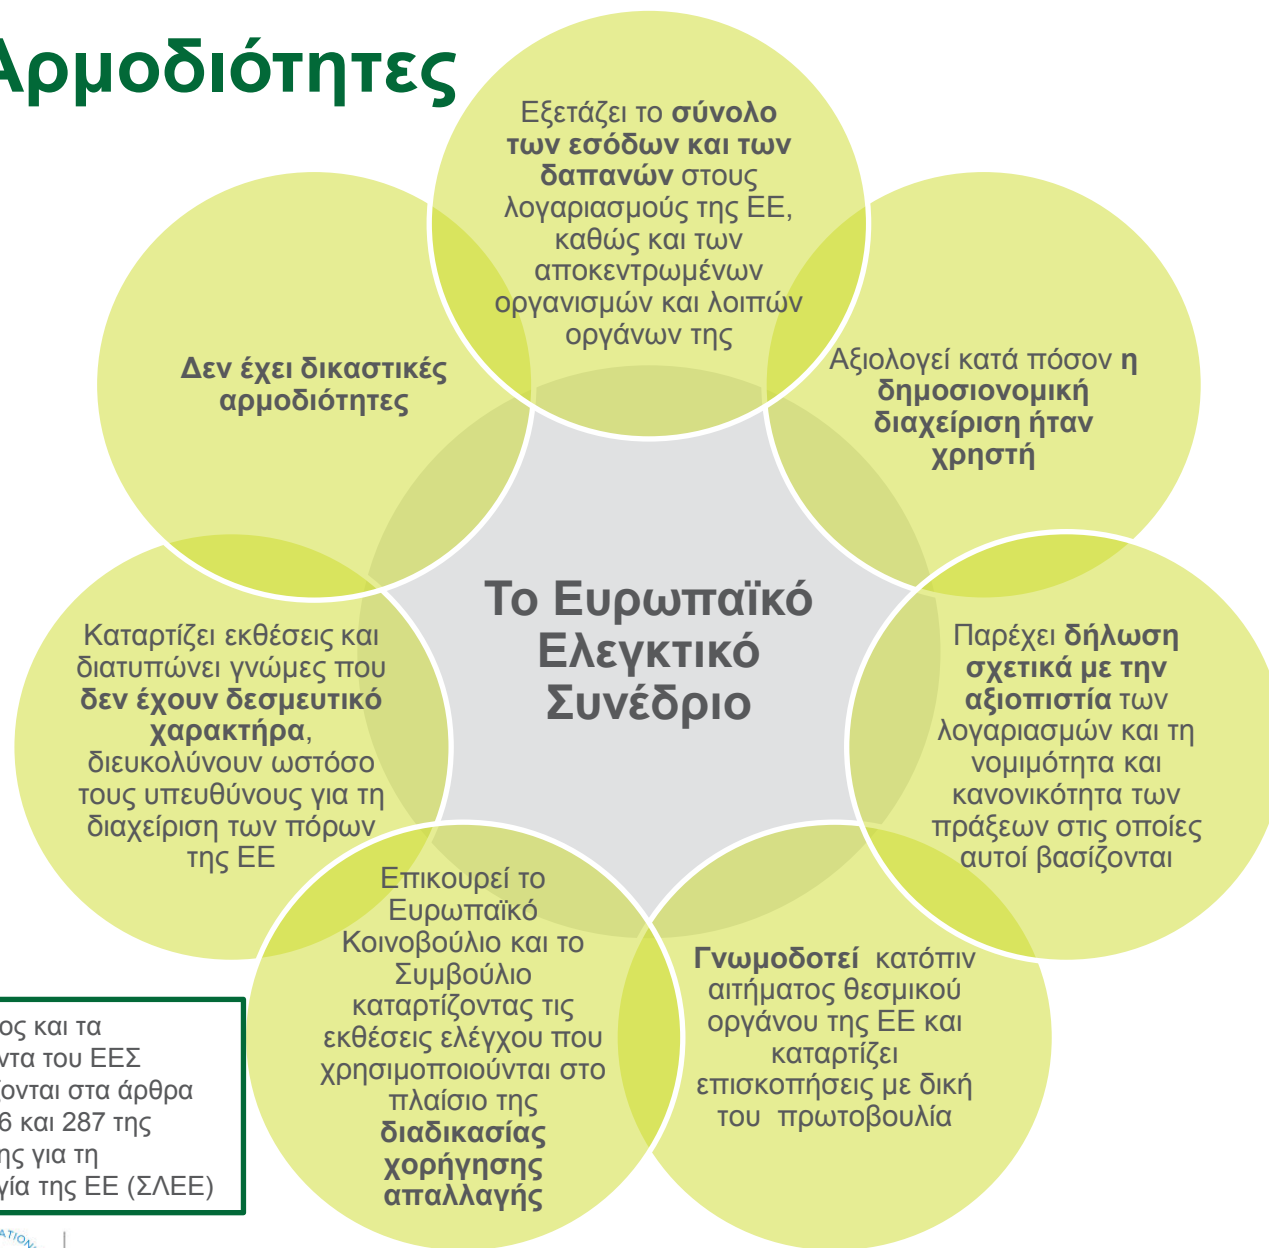 Αρμοδιότητες
Εξετάζει το σύνολο
των εσόδων και των
δαπανών στους
λογαριασμούς της ΕΕ,
καθώς και των
αποκεντρωμένων
οργανισμών και λοιπών
οργάνων της
Αξιολογεί κατά πόσον η
δημοσιονομική
διαχείριση ήταν
χρηστή
Παρέχει δήλωση
σχετικά με την
αξιοπιστία των
λογαριασμών και τη
νομιμότητα και
κανονικότητα των
πράξεων στις οποίες
αυτοί βασίζονται
Γνωμοδοτεί κατόπιν
αιτήματος θεσμικού
οργάνου της ΕΕ και
καταρτίζει
επισκοπήσεις με δική
του πρωτοβουλία
Επικουρεί το
Ευρωπαϊκό
Κοινοβούλιο και το
Συμβούλιο
καταρτίζοντας τις
εκθέσεις ελέγχου που
χρησιμοποιούνται στο
πλαίσιο της
διαδικασίας
χορήγησης
απαλλαγής
Καταρτίζει εκθέσεις και
διατυπώνει γνώμες που
δεν έχουν δεσμευτικό
χαρακτήρα,
διευκολύνουν ωστόσο
τους υπευθύνους για τη
διαχείριση των πόρων
της ΕΕ
Δεν έχει δικαστικές
αρμοδιότητες
Το Ευρωπαϊκό
Ελεγκτικό
Συνέδριο
ος και τα
ντα του ΕΕΣ
ζονται στα άρθρα
6 και 287 της
ης για τη
γία της ΕΕ (ΣΛΕΕ)